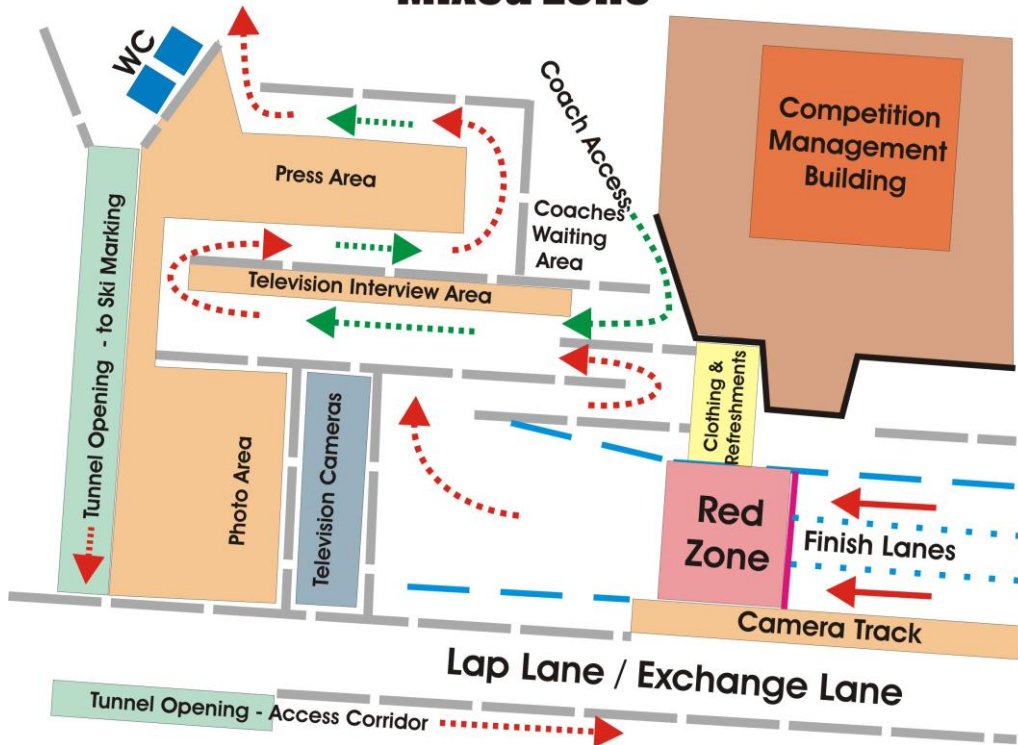 Mixed Zone
WC
Coach Access
Competition
Management
Building
Press Area
Coaches
Waiting
Area
Television Interview Area
Tunnel Opening - to Ski Marking
Clothing &
Refreshments
Photo Area
Television Cameras
Red
Zone
Finish Lanes
Camera Track
Lap Lane / Exchange Lane
Tunnel Opening - Access Corridor